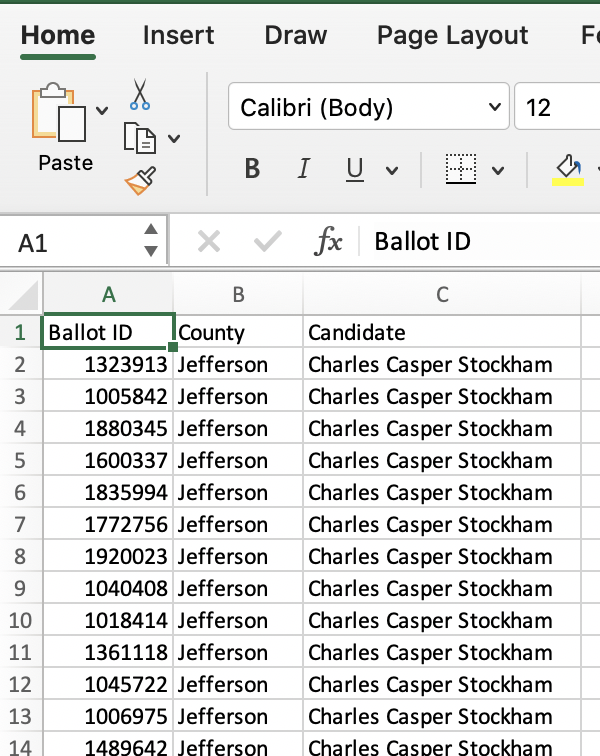 Home Insert Draw Page Layout
Paste
Calibri (Body) 12
B I U
A1 fx Ballot ID
A B C
1 Ballot ID County Candidate
2 1323913 Jefferson Charles Casper Stockham
3 1005842 Jefferson Charles Casper Stockham
4 1880345 Jefferson Charles Casper Stockham
5 1600337 Jefferson Charles Casper Stockham
6 1835994 Jefferson Charles Casper Stockham
7 1772756 Jefferson Charles Casper Stockham
8 1920023 Jefferson Charles Casper Stockham
9 1040408 Jefferson Charles Casper Stockham
10 1018414 Jefferson Charles Casper Stockham
11 1361118 Jefferson Charles Casper Stockham
12 1045722 Jefferson Charles Casper Stockham
13 1006975 Jefferson Charles Casper Stockham
14 1489642 Jefferson Charles Casper Stockham